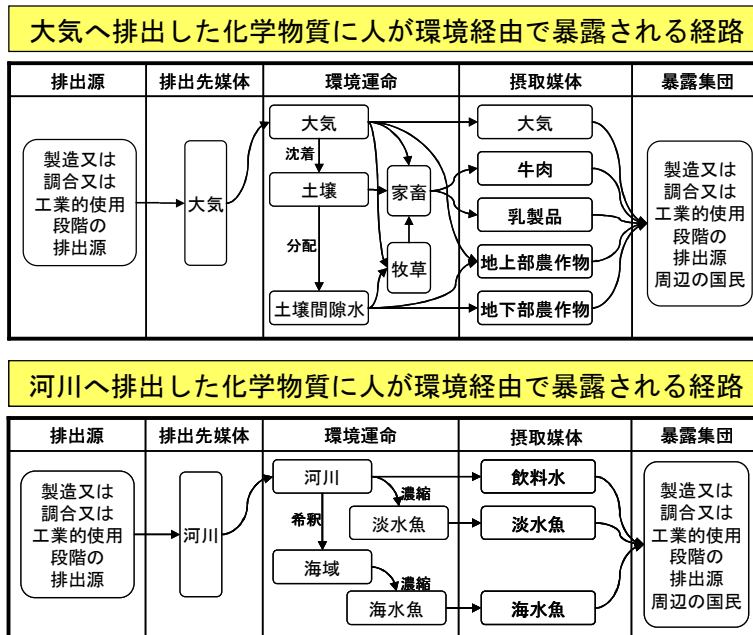 大気へ排出した化学物質に人が環境経由で暴露される経路
排出源
排出先媒体
環境運命
摂取媒体
暴露集団
製造又は
調合又は
工業的使用
段階の
排出源
大気
大気
沈着
土壌
分配
土壌間隙水
家畜
牧草
大気
牛肉
乳製品
地上部農作物
地下部農作物
製造又は
調合又は
工業的使用
段階の
排出源
周辺の国民
河川へ排出した化学物質に人が環境経由で暴露される経路
排出源
排出先媒体
環境運命
摂取媒体
暴露集団
製造又は
調合又は
工業的使用
段階の
排出源
河川
河川
濃縮
希釈
淡水魚
海域
濃縮
海水魚
飲料水
淡水魚
海水魚
製造又は
調合又は
工業的使用
段階の
排出源
周辺の国民